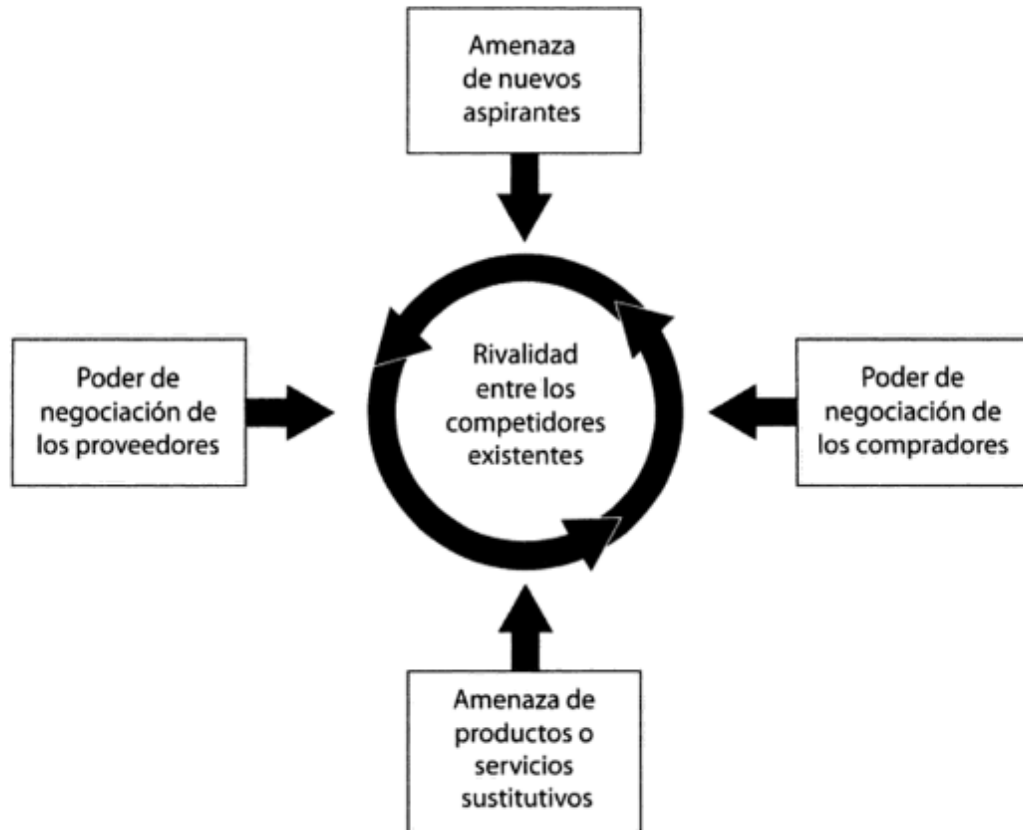 Amenaza
de nuevos
aspirantes
Poder de
negociación de
los proveedores
Rivalidad
entre los
competidores
existentes
Poder de
negociación de
los compradores
Amenaza de
productos o
servicios
sustitutivos